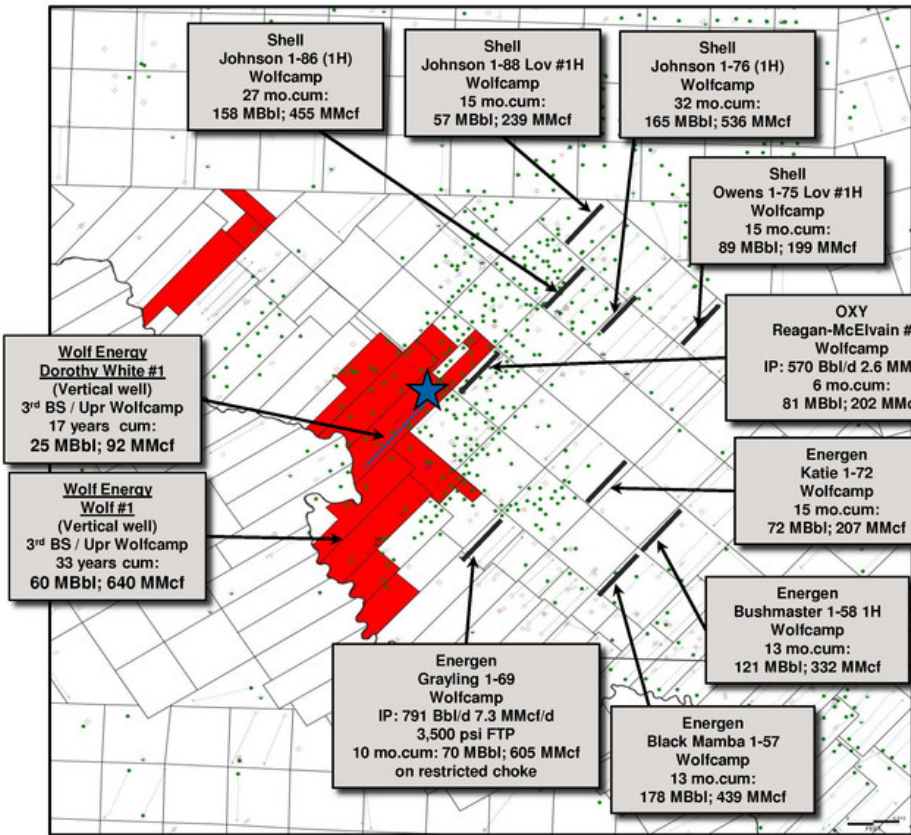 Shell
Johnson 1-86 (1H)
Wolfcamp
27 mo.cum:
158 MBbl; 455 MMcf
Shell
Johnson 1-88 Lov #1H
Wolfcamp
15 mo.cum:
57 MBbl; 239 MMcf
Shell
Johnson 1-76 (1H)
Wolfcamp
32 mo.cum:
165 MBbl; 536 MMcf
Shell
Owens 1-75 Lov #1H
Wolfcamp
15 mo.cum:
89 MBbl; 199 MMcf
OXY
Reagan-McElvain #
Wolfcamp
IP: 570 Bbl/d 2.6 MM
6 mo.cum:
81 MBbl; 202 MMc
Wolf Energy
Dorothy White #1
(Vertical well)
3rd BS / Upr Wolfcamp
17 years cum:
25 MBbl; 92 MMcf
Wolf Energy
Wolf #1
(Vertical well)
3rd BS / Upr Wolfcamp
33 years cum:
60 MBbl; 640 MMcf
Energen
Katie 1-72
Wolfcamp
15 mo.cum:
72 MBbl; 207 MMcf
Energen
Bushmaster 1-58 1H
Wolfcamp
13 mo.cum:
121 MBbl; 332 MMcf
Energen
Grayling 1-69
Wolfcamp
IP: 791 Bbl/d 7.3 MMcf/d
3,500 psi FTP
10 mo.cum: 70 MBbl; 605 MMcf
on restricted choke
Energen
Black Mamba 1-57
Wolfcamp
13 mo.cum:
178 MBbl; 439 MMcf